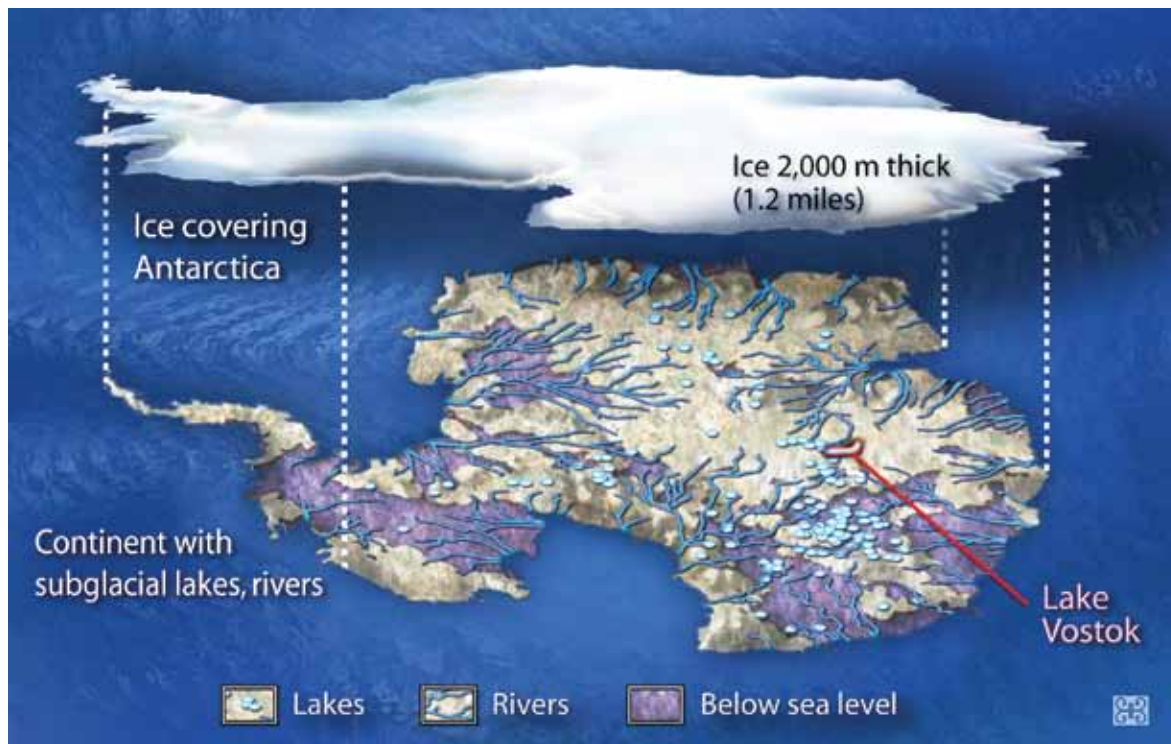 Ice 2,000 m thick
(1.2 miles)
Ice covering
Antarctica
Continent with
subglacial lakes, rivers
Lake
Vostok
Lakes
Rivers
Below sea level